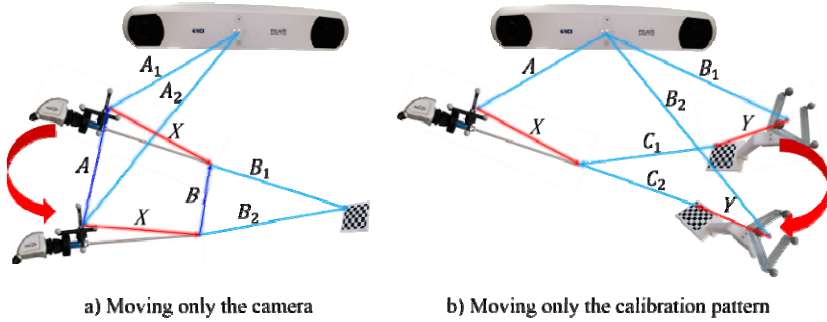 A₁
A₂
X
A
B
B₁
B₂
X
A
B₁
B₂
X
Y
C₁
C₂
Y
a) Moving only the camera
b) Moving only the calibration pattern